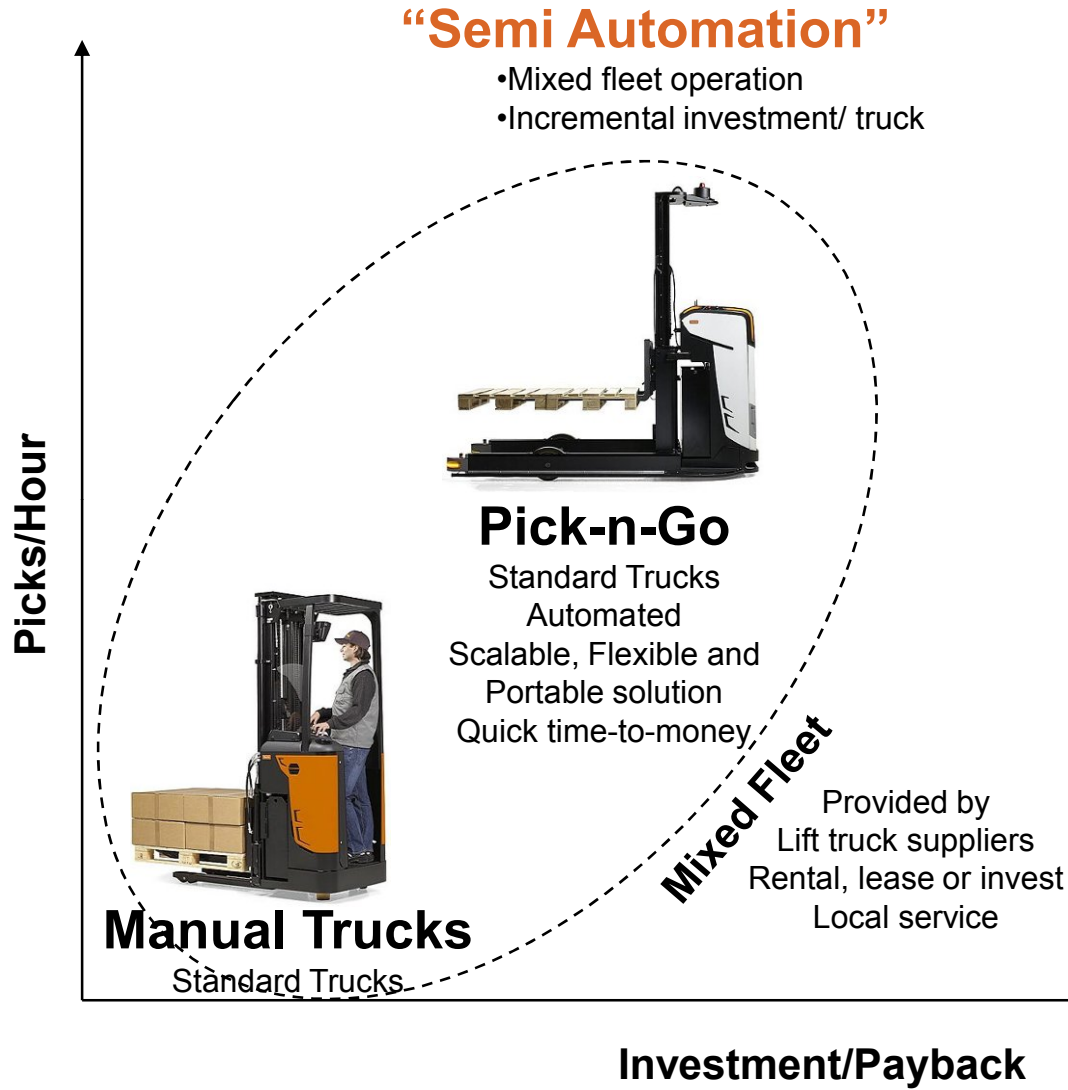 “Semi Automation”
•Mixed fleet operation
•Incremental investment/ truck
Picks/Hour
Pick-n-Go
Standard Trucks
Automated
Scalable, Flexible and
Portable solution
Quick time-to-money
Mixed Fleet
Provided by
Lift truck suppliers
Rental, lease or invest
Local service
Manual Trucks
Standard Trucks
Investment/Payback